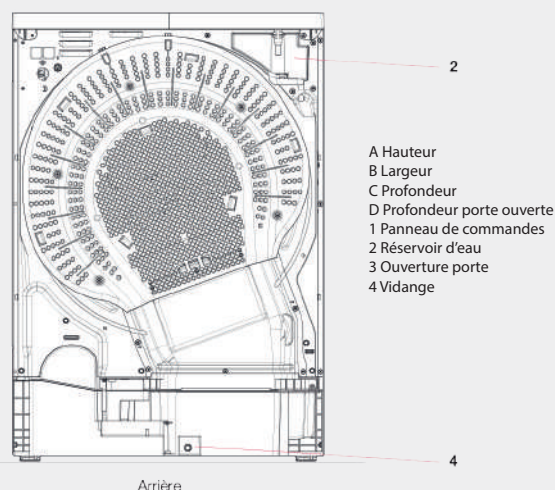 2
A Hauteur
B Largeur
C Profondeur
D Profondeur porte ouverte
1 Panneau de commandes
2 Réservoir d'eau
3 Ouverture porte
4 Vidange
4
Arrière